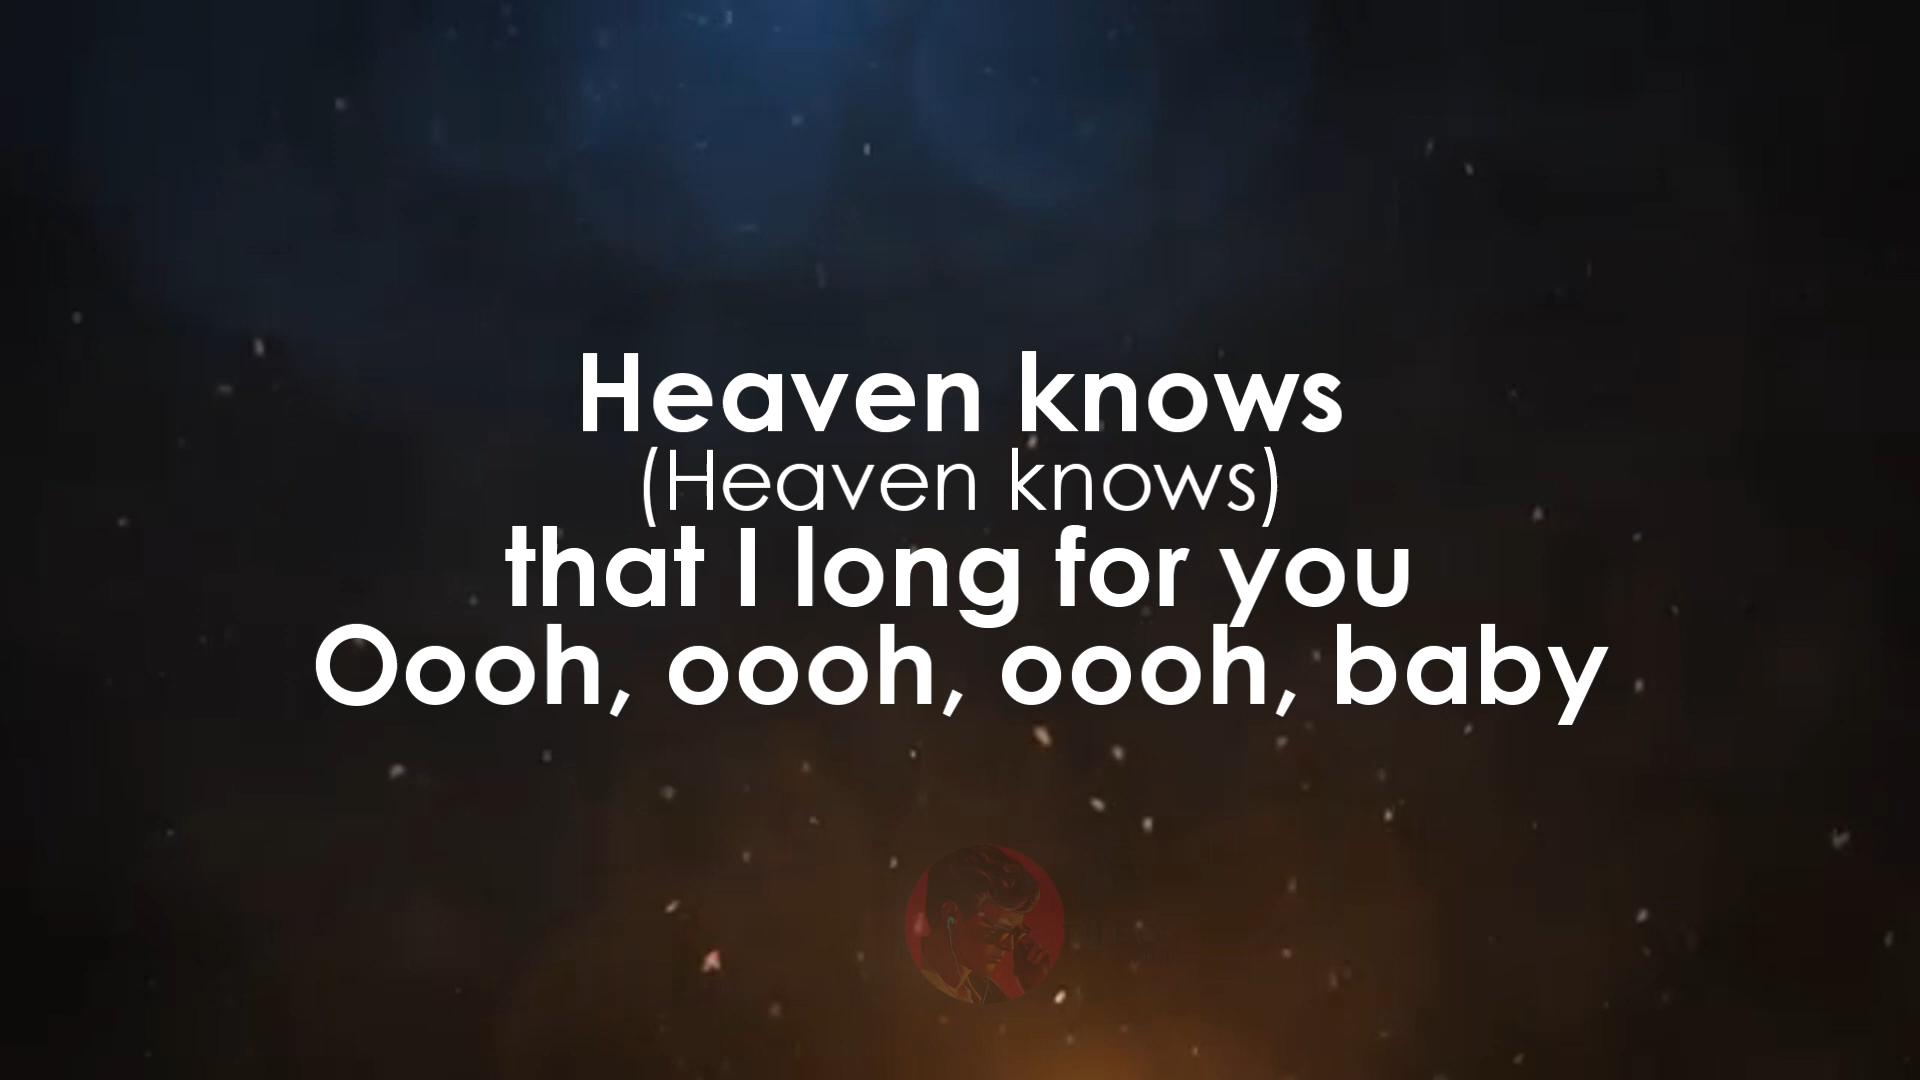 Heaven knows
(Heaven knows)
that I long for you
Oooh, oooh, oooh, baby